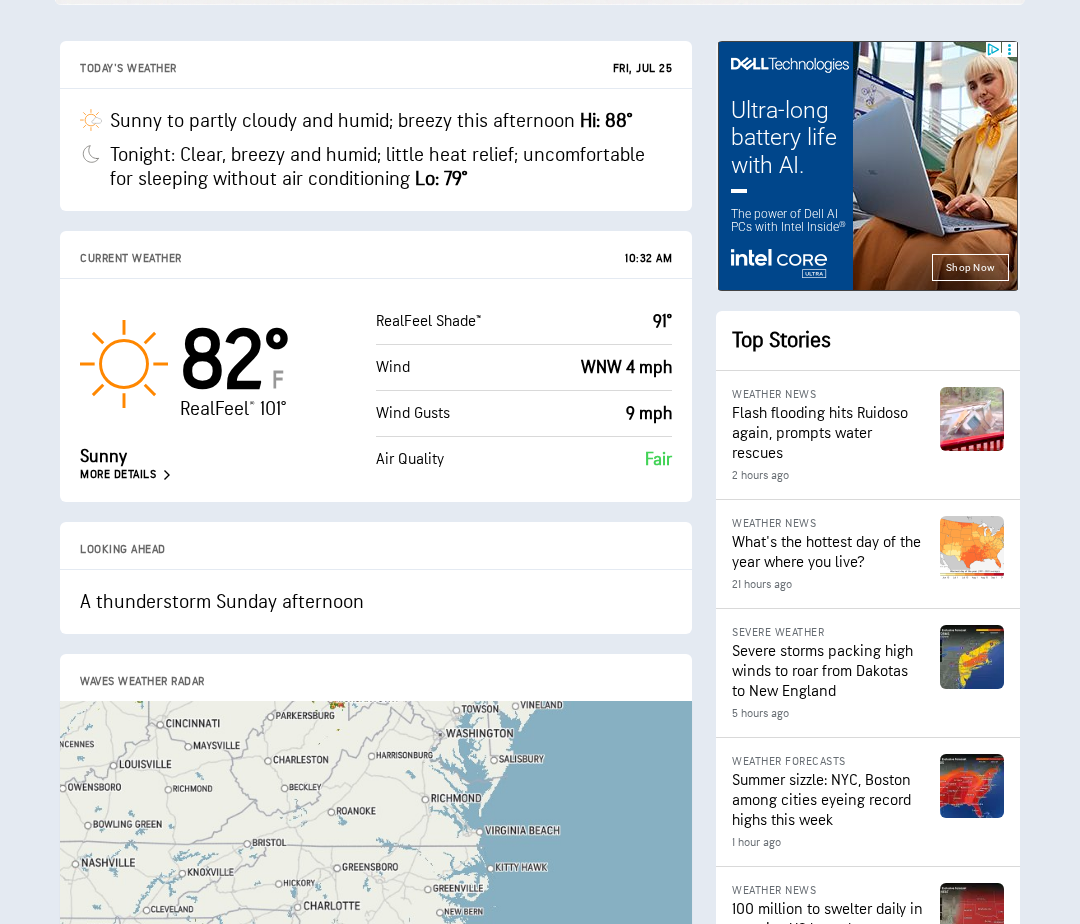 TODAY'S WEATHER
FRI, JUL 25
Sunny to partly cloudy and humid; breezy this afternoon Hi: 88°
Tonight: Clear, breezy and humid; little heat relief; uncomfortable
for sleeping without air conditioning Lo: 79°
CURRENT WEATHER
10:32 AM
82°
F
RealFeel™ 101°
Sunny
MORE DETAILS
RealFeel Shade™
91°
Wind
WNW 4 mph
Wind Gusts
9 mph
Air Quality
Fair
LOOKING AHEAD
A thunderstorm Sunday afternoon
WAVES WEATHER RADAR
CINCINNATI
PARKERSBURG
TOWSON
VINELAND
WASHINGTON
NCENNES
MAYSVILLE
LOUISVILLE
CHARLESTON
HARRISONBURG
SALISBURY
OWENSBORO
RICHMOND
BECKLEY
RICHMOND
ROANOKE
BOWLING GREEN
VIRGINIA BEACH
BRISTOL
NASHVILLE
KNOXVILLE
GREENSBORO
KITTY HAWK
HICKORY
GREENVILLE
CLEVELAND
CHARLOTTE
NEW BERN
DELL Technologies
Ultra-long
battery life
with AI.
The power of Dell AI
PCs with Intel Inside®
intel CORE
ULTRA
Shop Now
Top Stories
WEATHER NEWS
Flash flooding hits Ruidoso
again, prompts water
rescues
2 hours ago
WEATHER NEWS
What's the hottest day of the
year where you live?
21 hours ago
SEVERE WEATHER
Severe storms packing high
winds to roar from Dakotas
to New England
5 hours ago
WEATHER FORECASTS
Summer sizzle: NYC, Boston
among cities eyeing record
highs this week
1 hour ago
WEATHER NEWS
100 million to swelter daily in